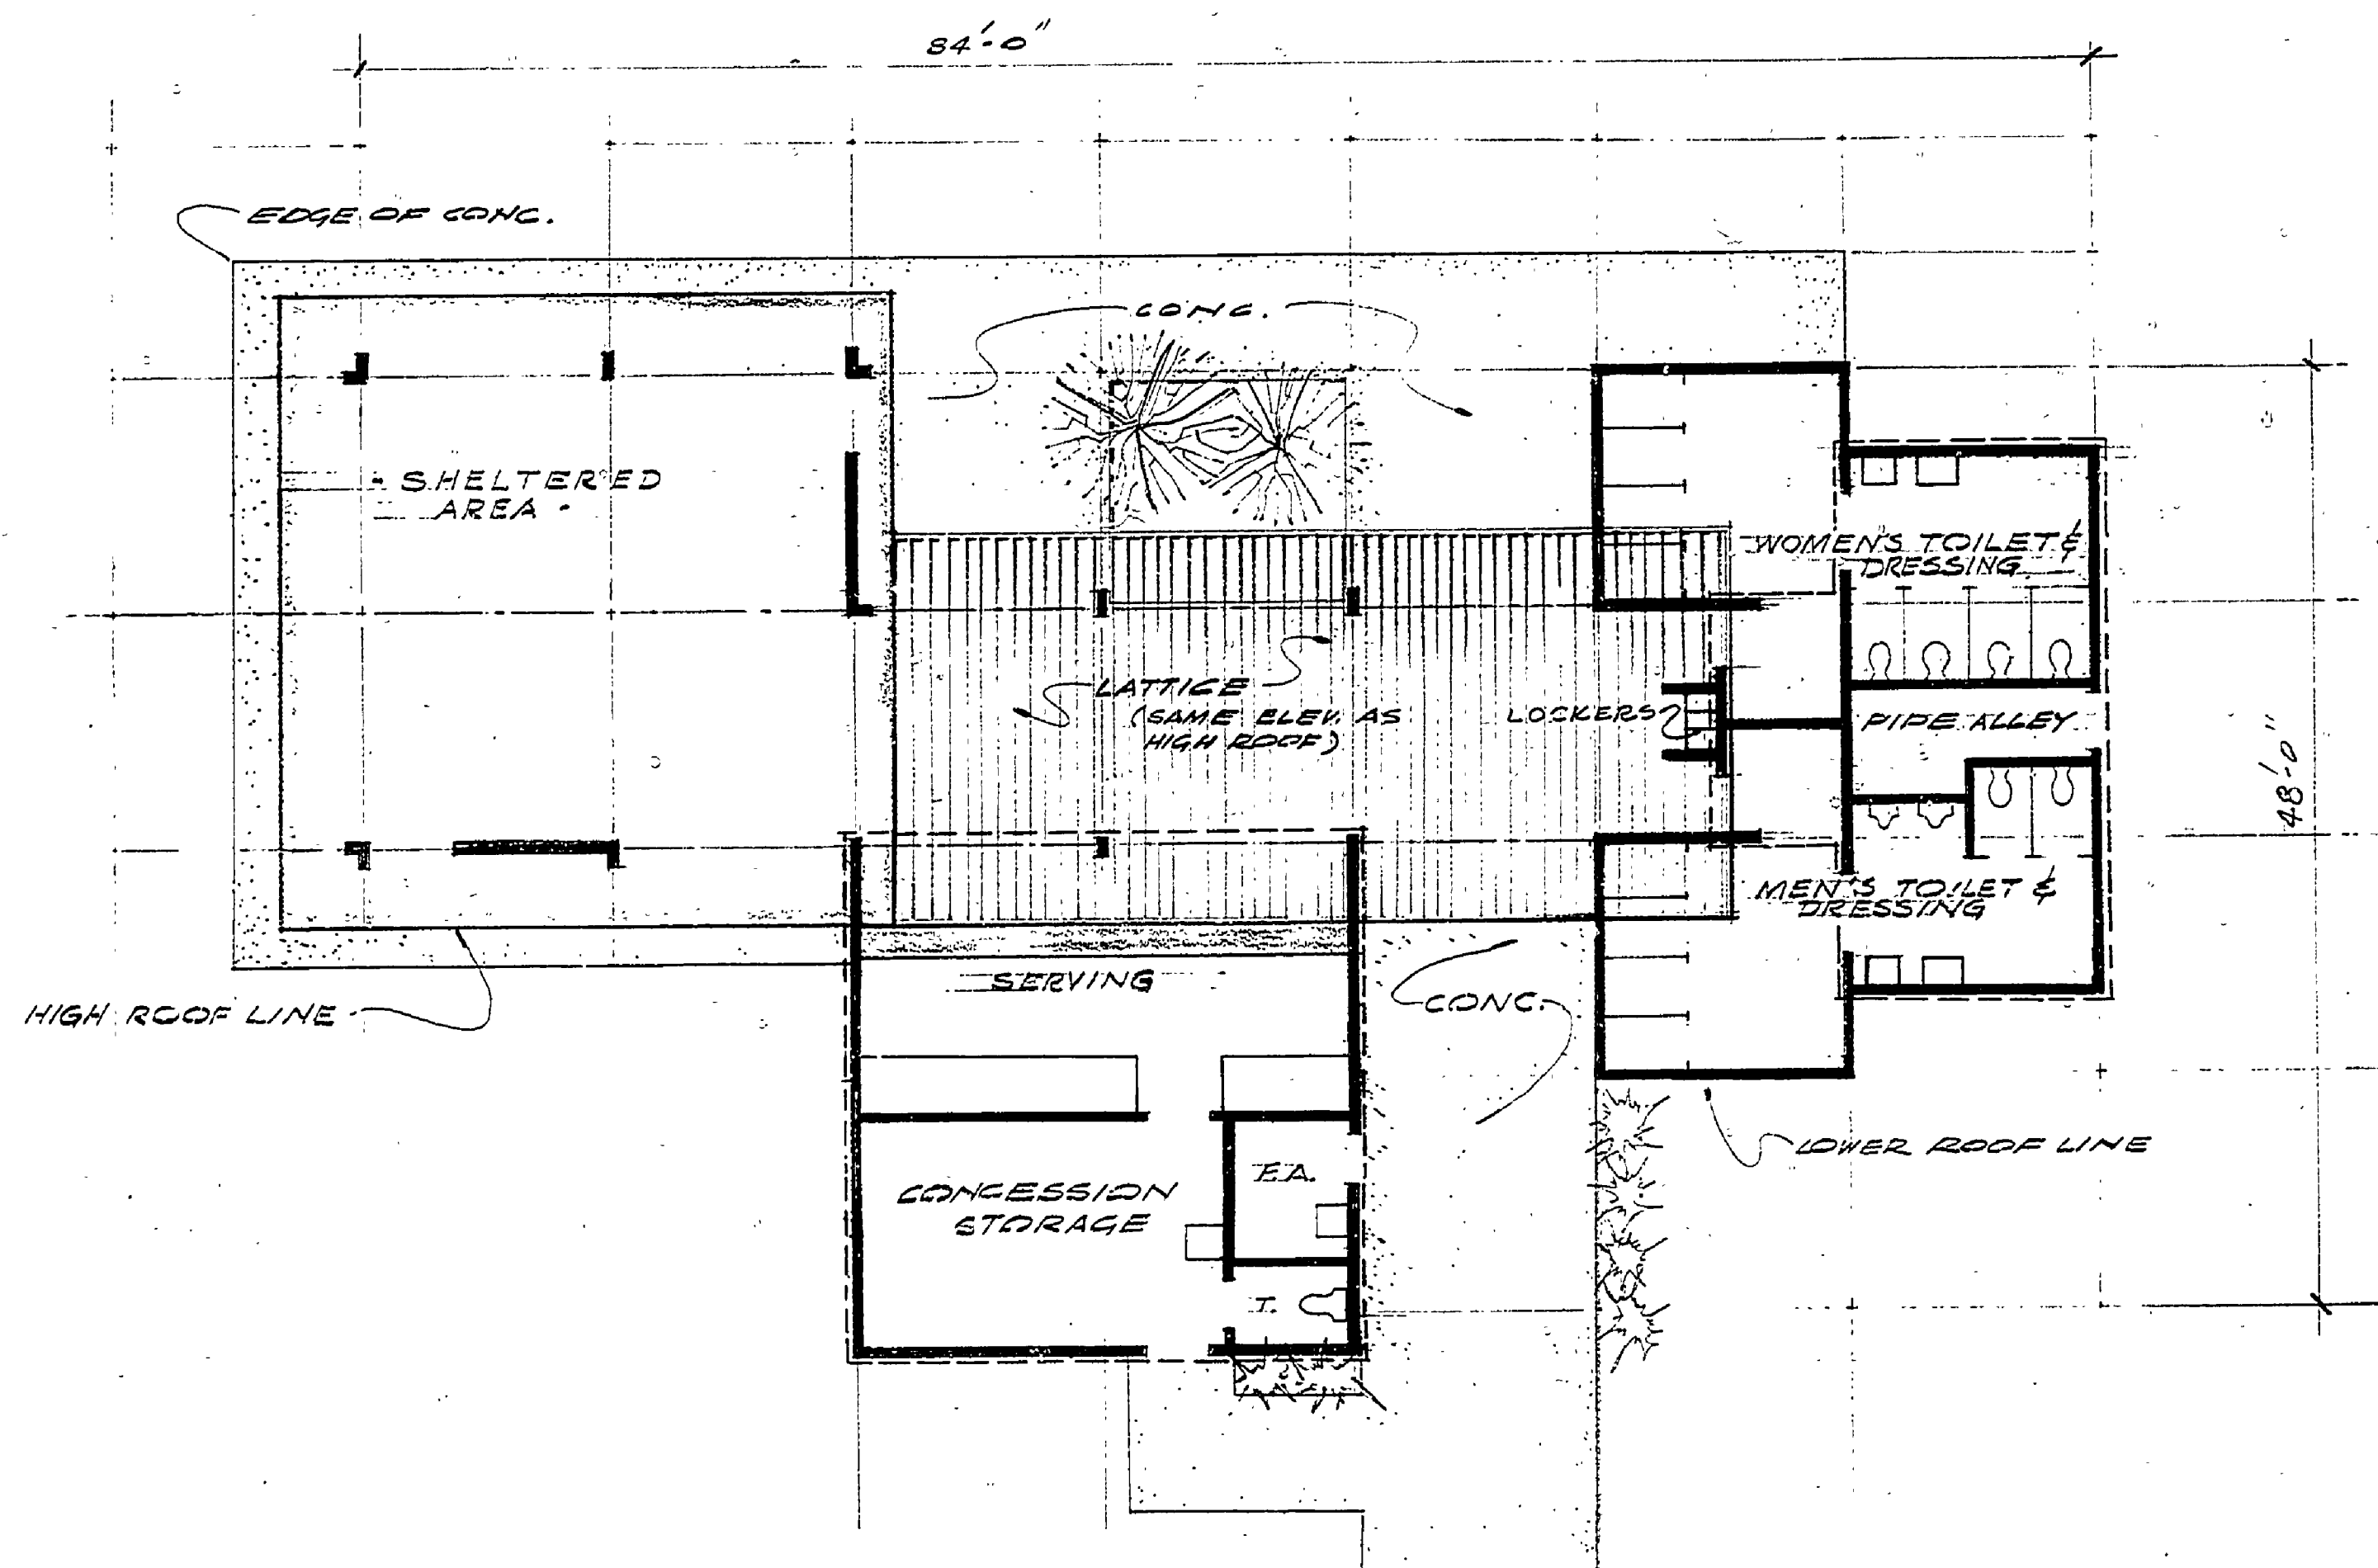 84'-0"
EDGE OF CONC.
CONC.
- SHELTERED
AREA -
WOMEN'S TOILET &
DRESSING
LATTICE
(SAME ELEV. AS
HIGH ROOF)
LOCKERS
PIPE ALLEY
48'-0"
MEN'S TOILET &
DRESSING
SERVING
HIGH ROOF LINE
CONC.
LOWER ROOF LINE
E.A.
CONCESSION
STORAGE
T.